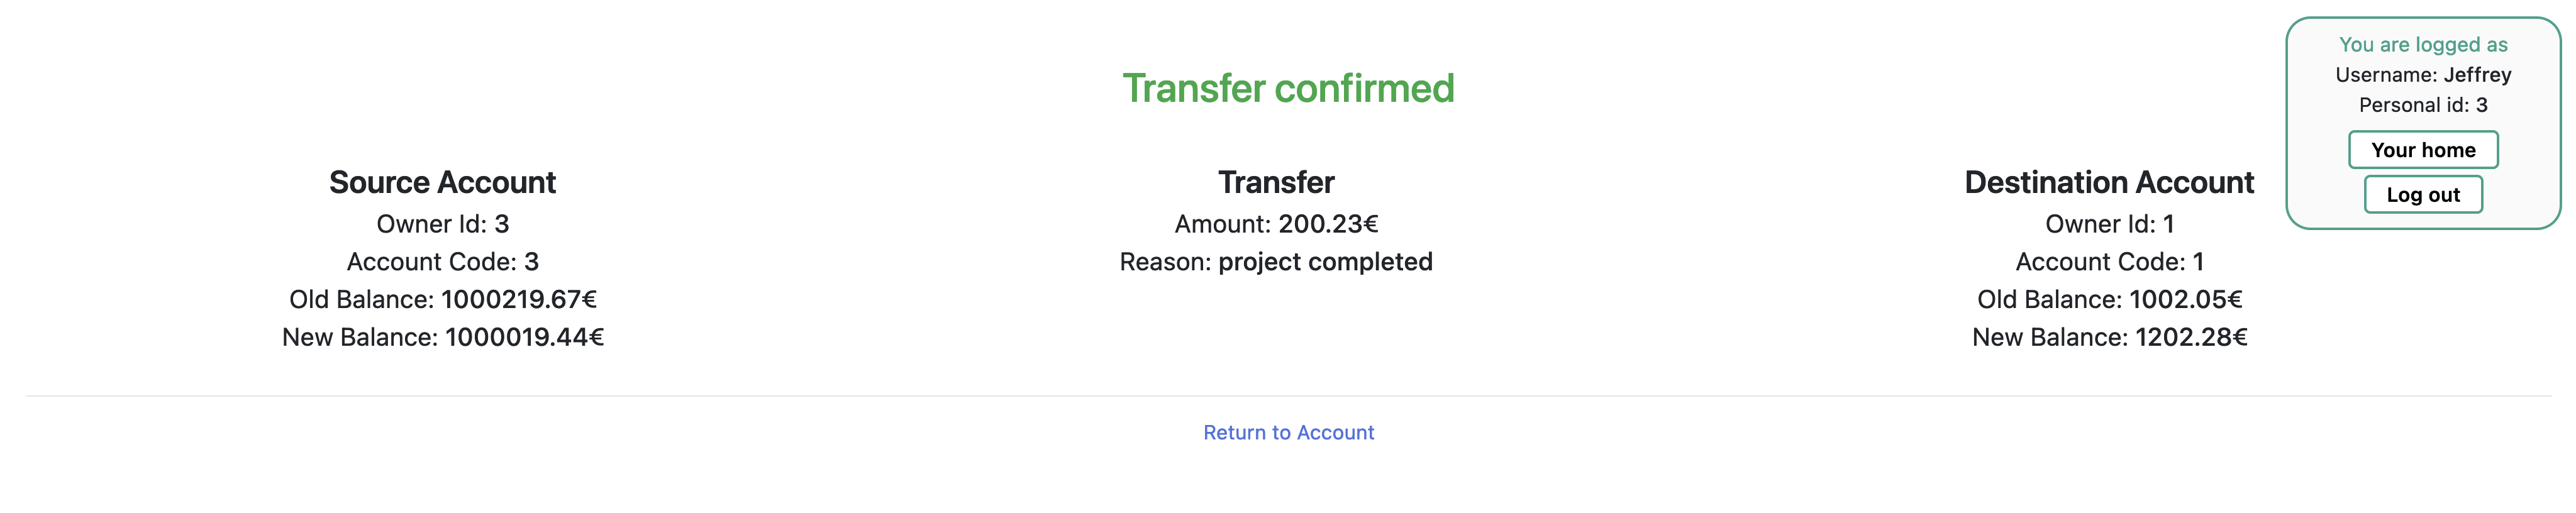 You are logged as
Username: Jeffrey
Personal id: 3
Your home
Log out
Transfer confirmed
Source Account
Owner Id: 3
Account Code: 3
Old Balance: 1000219.67€
New Balance: 1000019.44€
Transfer
Amount: 200.23€
Reason: project completed
Destination Account
Owner Id: 1
Account Code: 1
Old Balance: 1002.05€
New Balance: 1202.28€
Return to Account